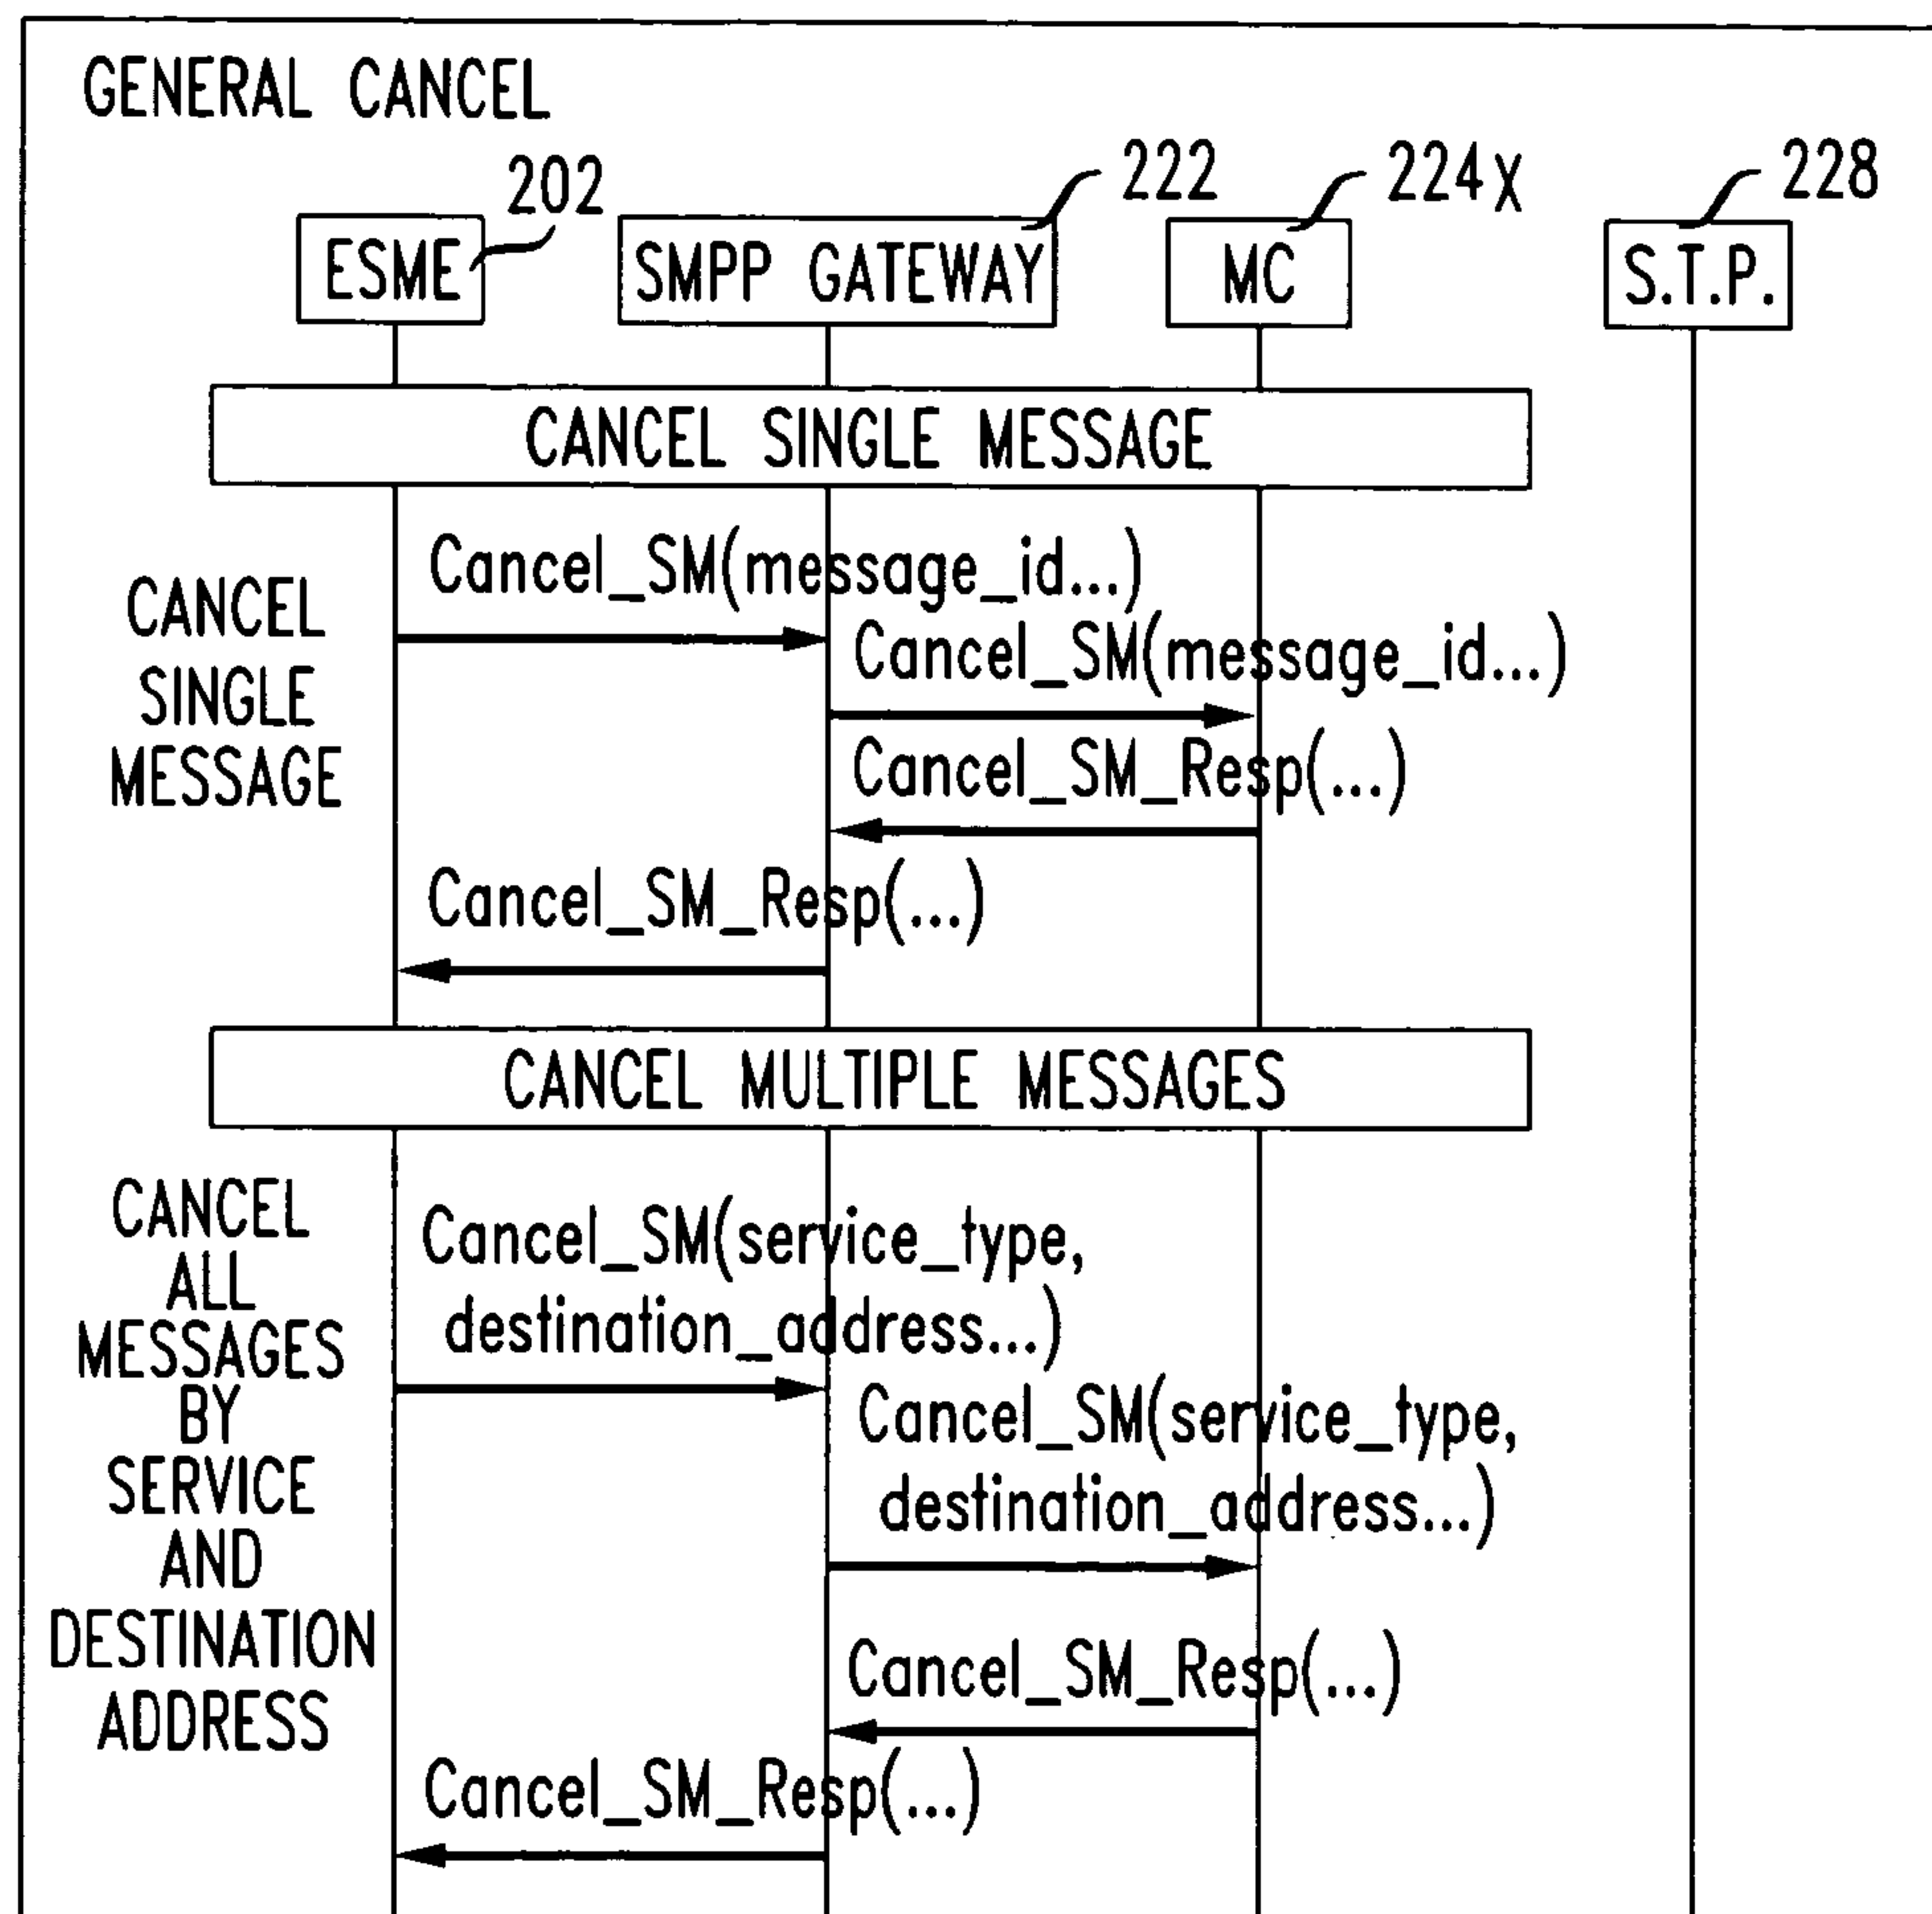 GENERAL CANCEL
202
222
224X
228
ESME
SMPP GATEWAY
MC
S.T.P.
CANCEL SINGLE MESSAGE
CANCEL
SINGLE
MESSAGE
Cancel_SM(message_id...)
Cancel_SM(message_id...)
Cancel_SM_Resp(...)
Cancel_SM_Resp(...)
CANCEL MULTIPLE MESSAGES
CANCEL
ALL
MESSAGES
BY
SERVICE
AND
DESTINATION
ADDRESS
Cancel_SM(service_type,
destination_address...)
Cancel_SM(service_type,
destination_address...)
Cancel_SM_Resp(...)
Cancel_SM_Resp(...)